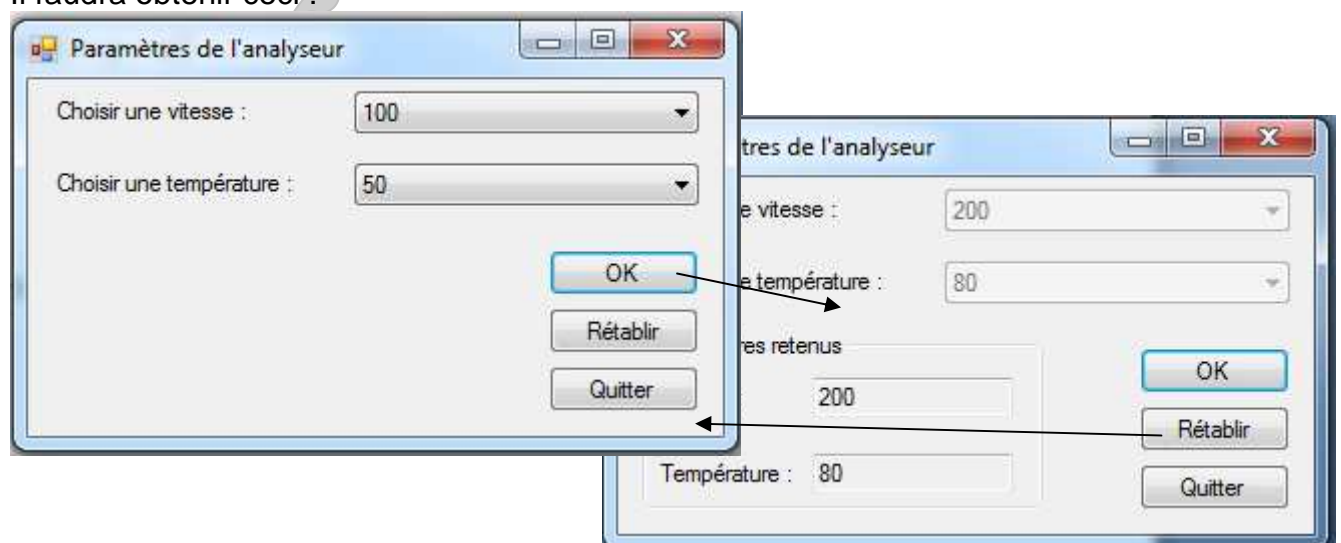 Paramètres de l'analyseur
Choisir une vitesse :
100
Choisir une température :
50
OK
Rétablir
Quitter
tres de l'analyseur
e vitesse :
200
e température :
80
res retenus
200
Température :
80
OK
Rétablir
Quitter